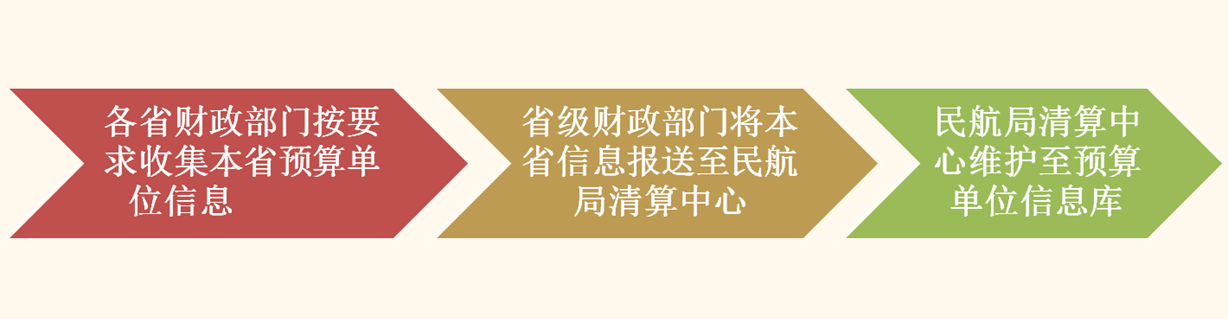 各省财政部门按要
求收集本省预算单
位信息
省级财政部门将本
省信息报送至民航
局清算中心
民航局清算中
心维护至预算
单位信息库